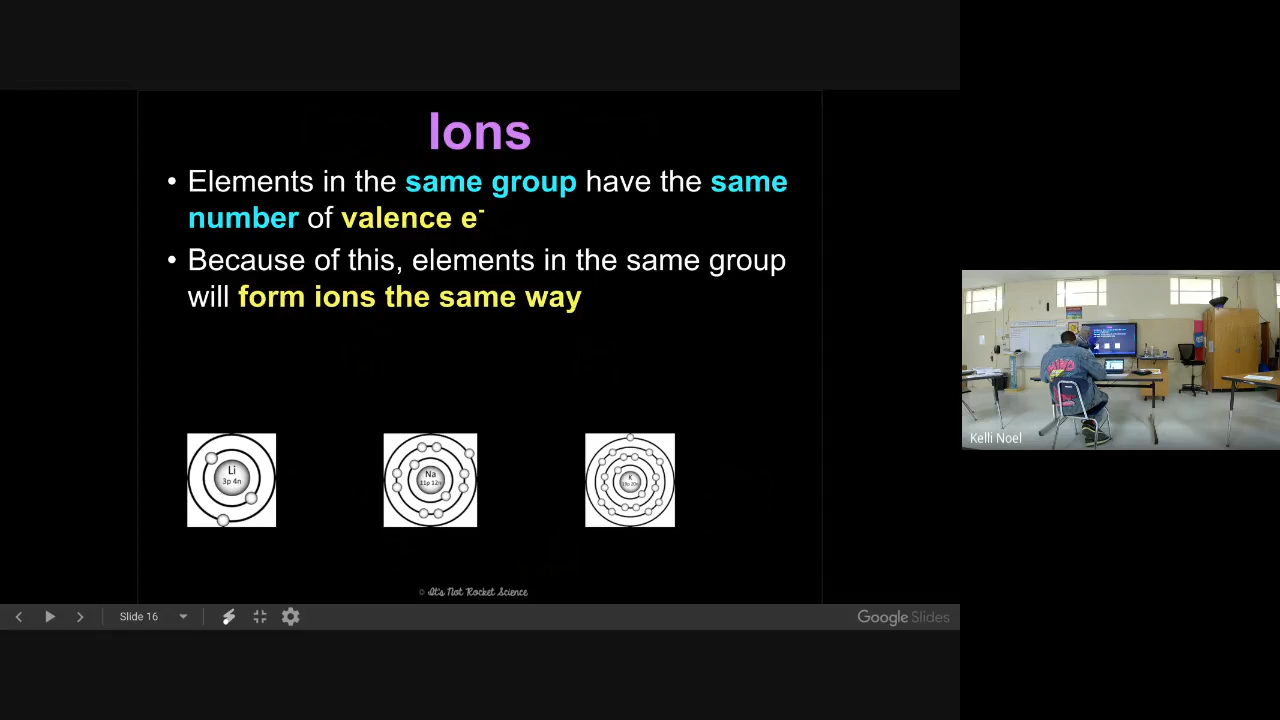 Ions
• Elements in the same group have the same
number of valence e-
• Because of this, elements in the same group
will form ions the same way
Li
3p 4n
Na
11p 12n
K
19p 20n
© It's Not Rocket Science
Slide 16
Google Slides
Kelli Noel